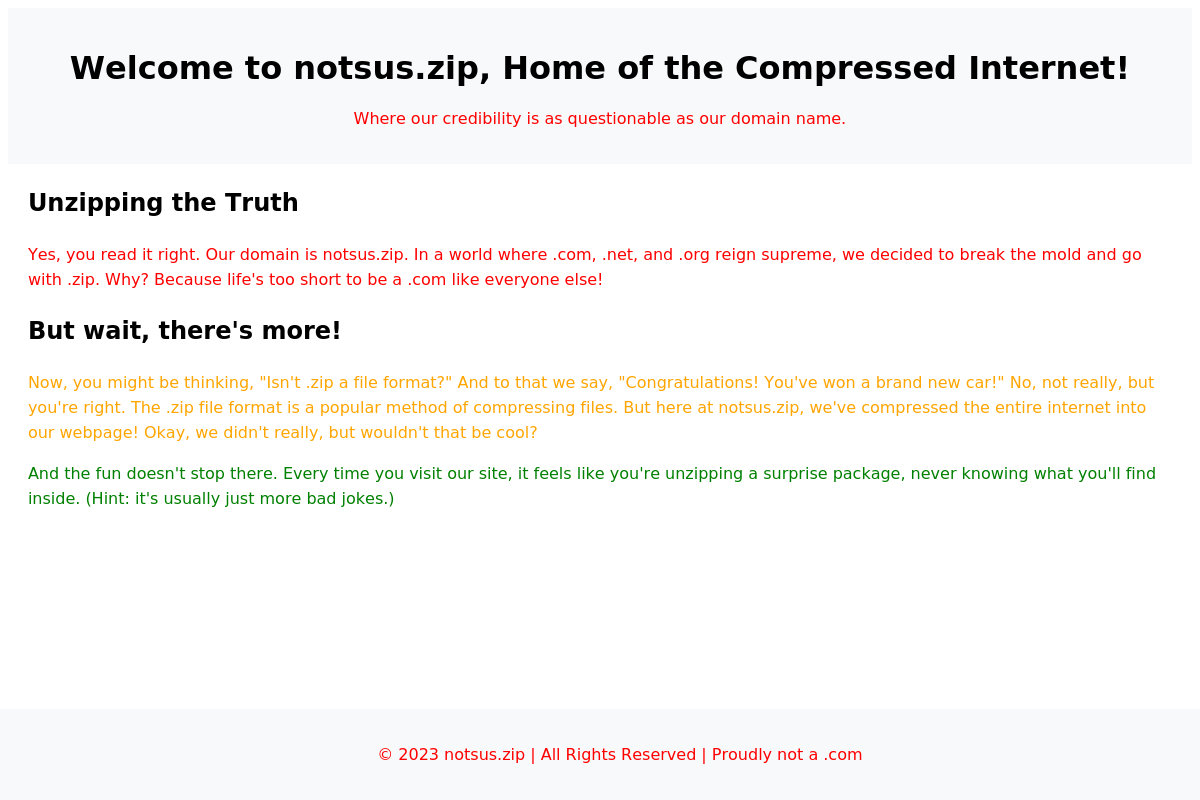 Welcome to notsus.zip, Home of the Compressed Internet!
Where our credibility is as questionable as our domain name.
Unzipping the Truth
Yes, you read it right. Our domain is notsus.zip. In a world where .com, .net, and .org reign supreme, we decided to break the mold and go
with .zip. Why? Because life's too short to be a .com like everyone else!
But wait, there's more!
Now, you might be thinking, "Isn't .zip a file format?" And to that we say, "Congratulations! You've won a brand new car!" No, not really, but
you're right. The .zip file format is a popular method of compressing files. But here at notsus.zip, we've compressed the entire internet into
our webpage! Okay, we didn't really, but wouldn't that be cool?
And the fun doesn't stop there. Every time you visit our site, it feels like you're unzipping a surprise package, never knowing what you'll find
inside. (Hint: it's usually just more bad jokes.)
© 2023 notsus.zip | All Rights Reserved | Proudly not a .com